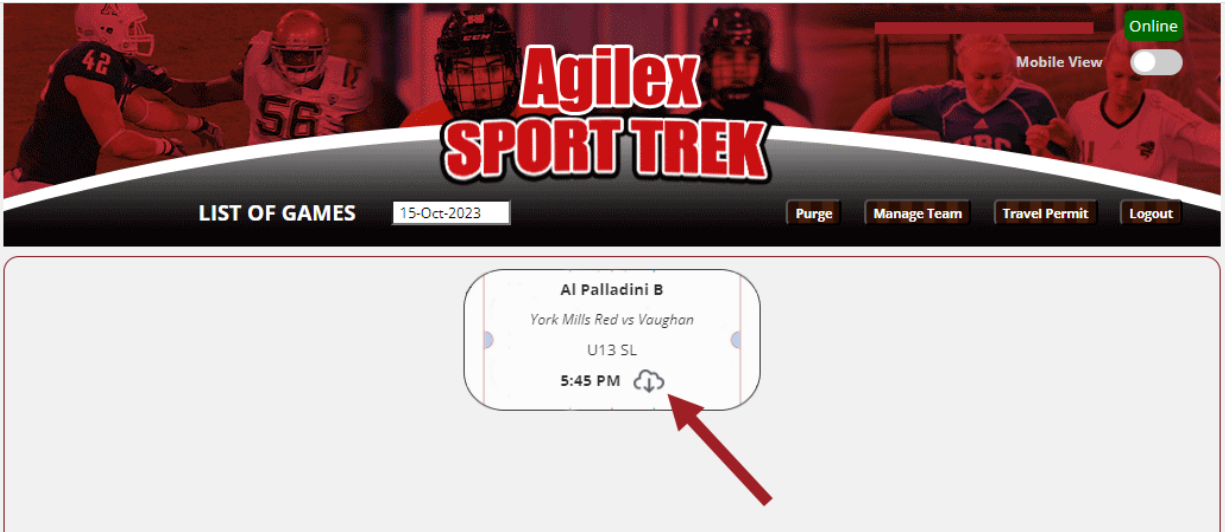 Online
Mobile View
42
56
CCM
Agilex
SPORT TREK
LIST OF GAMES
15-Oct-2023
Purge
Manage Team
Travel Permit
Logout
Al Palladini B
York Mills Red vs Vaughan
U13 SL
5:45 PM